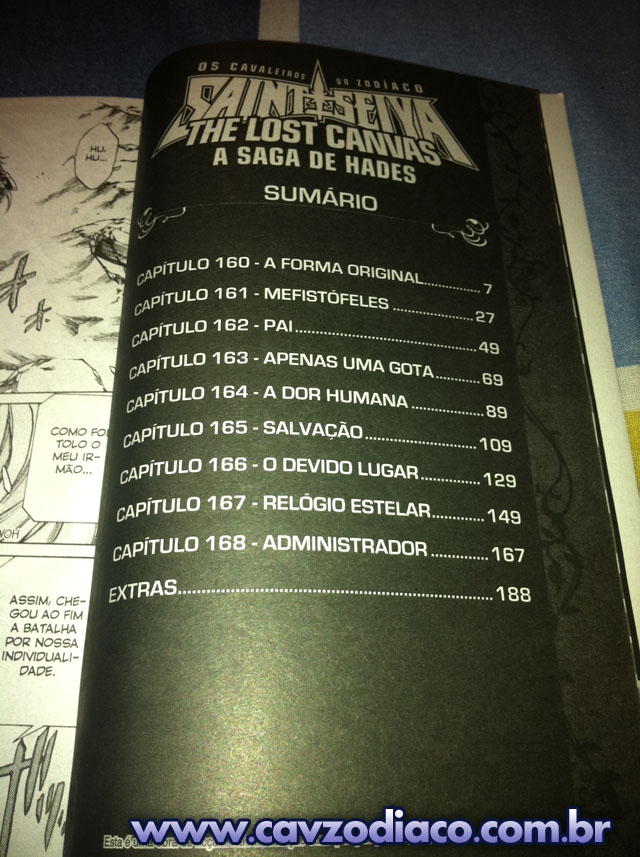 HU,
HU...
COMO FOI
TOLO O
MEU IR-
MÃO...
ASSIM, CHE-
GOU AO FIM
A BATALHA
POR NOSSA
INDIVIDUALI-
DADE.
OS CAVALEIROS DO ZODÍACO
SAINT SEIYA
THE LOST CANVAS
A SAGA DE HADES
SUMÁRIO
CAPÍTULO 160 - A FORMA ORIGINAL..............7
CAPÍTULO 161 - MEFISTÓFELES .................27
CAPÍTULO 162 - PAI......................................49
CAPÍTULO 163 - APENAS UMA GOTA..........69
CAPÍTULO 164 - A DOR HUMANA ...............89
CAPÍTULO 165 - SALVAÇÃO........................109
CAPÍTULO 166 - O DEVIDO LUGAR.............129
CAPÍTULO 167 - RELÓGIO ESTELAR...........149
CAPÍTULO 168 - ADMINISTRADOR ............167
EXTRAS.....................................................188
Esta é uma obra de
www.cavzodiaco.com.br